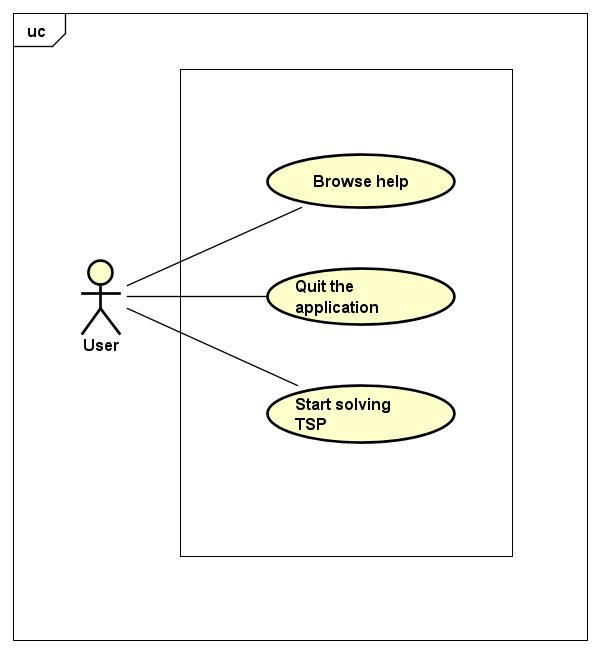 uc
Browse help
Quit the
application
User
Start solving
TSP